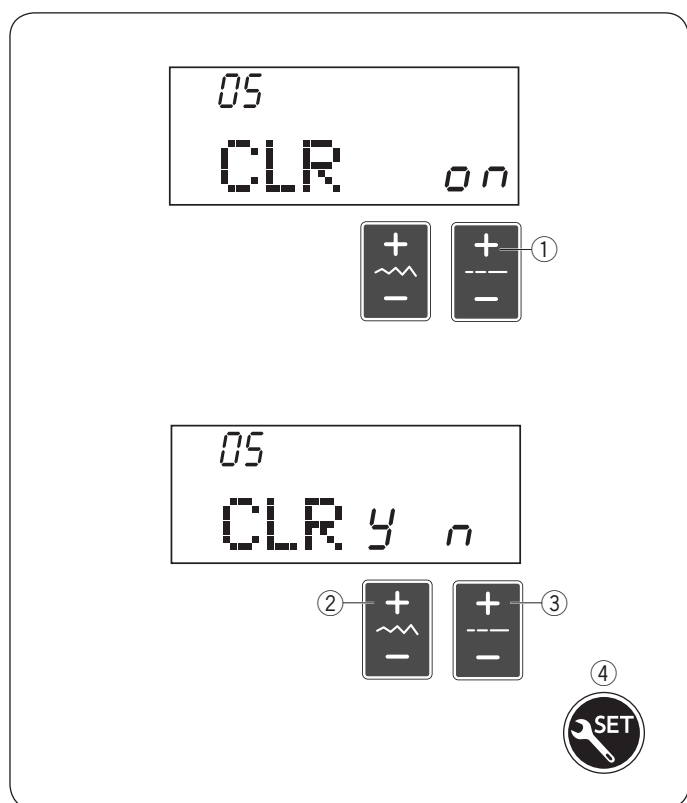 05
CLR on
+ +
− −
①
05
CLR y n
② + + ③
− −
④
SET